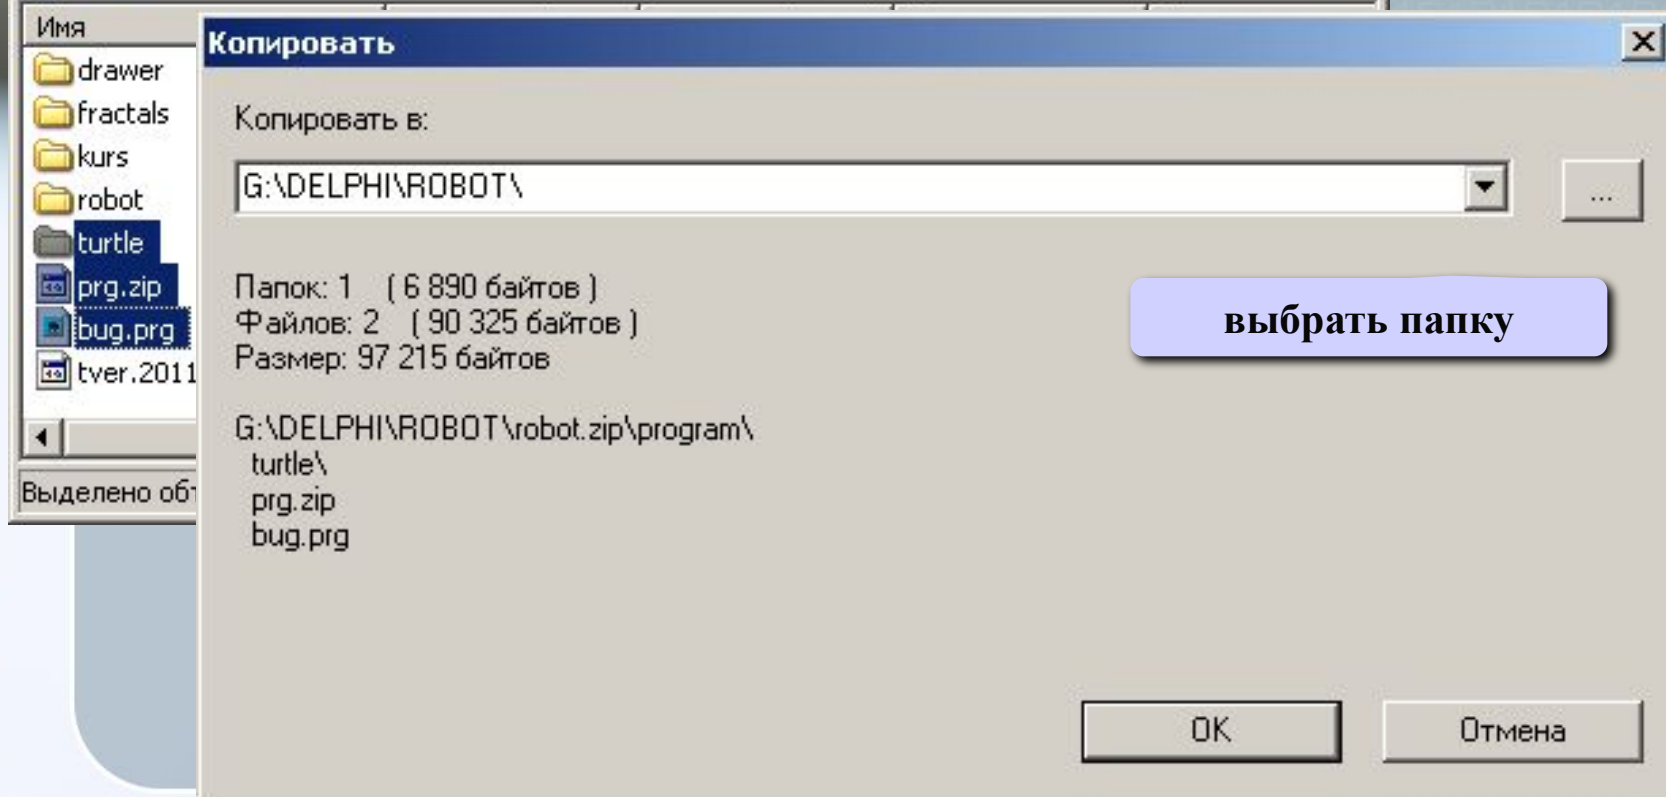 Имя
drawer
fractals
kurs
robot
turtle
prg.zip
bug.prg
tver.2011
Выделено
Копировать
Копировать в:
G:\DELPHI\ROBOT\
...
Папок: 1 ( 6 890 байтов )
Файлов: 2 ( 90 325 байтов )
Размер: 97 215 байтов
выбрать папку
G:\DELPHI\ROBOT\robot.zip\program\
turtle\
prg.zip
bug.prg
OK
Отмена